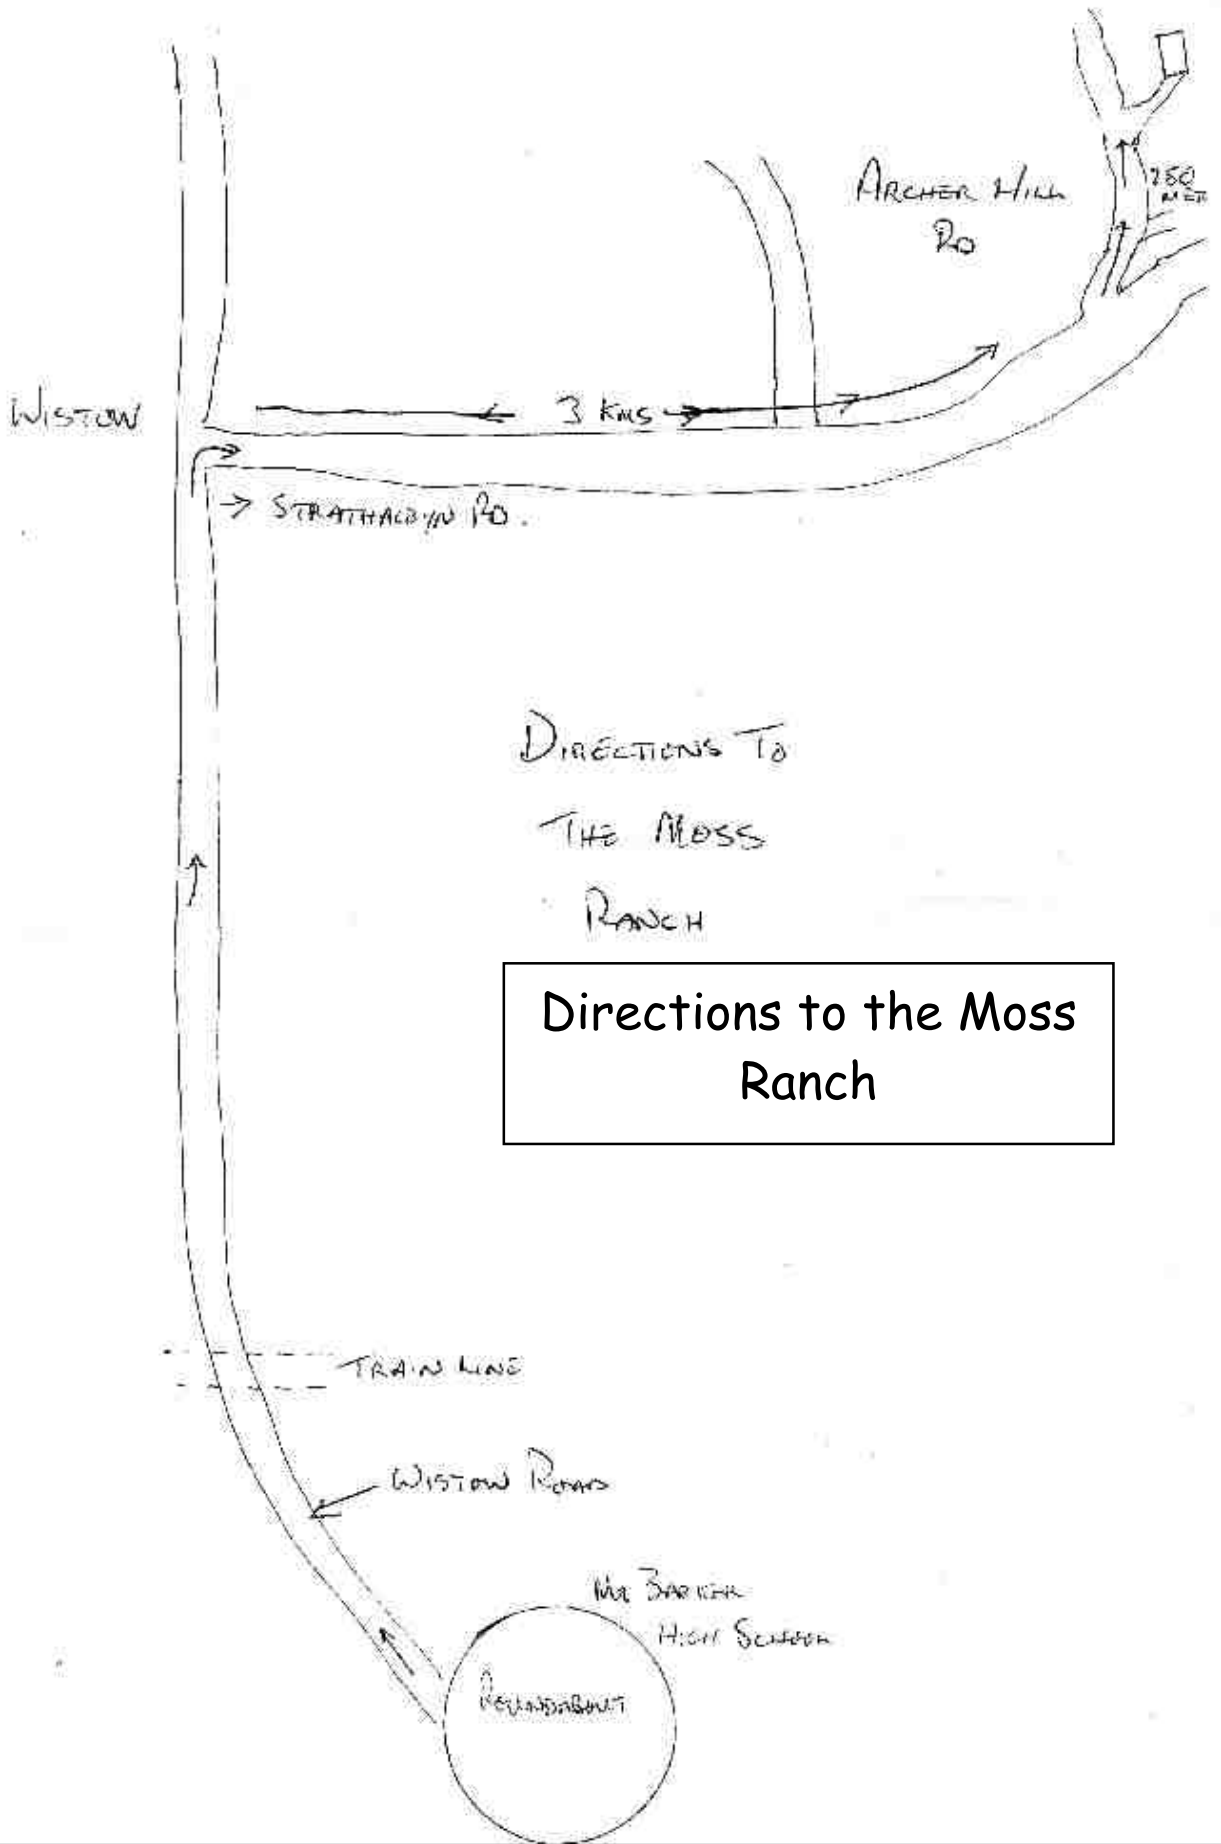 ARCHER HILL
RD
WISTOW
3 KMS
→ STRATHALBYN RD.
DIRECTIONS TO
THE MOSS
RANCH
Directions to the Moss
Ranch
TRAIN LINE
WISTOW ROAD
MT BARKER
HIGH SCHOOL
ROUNDABOUT